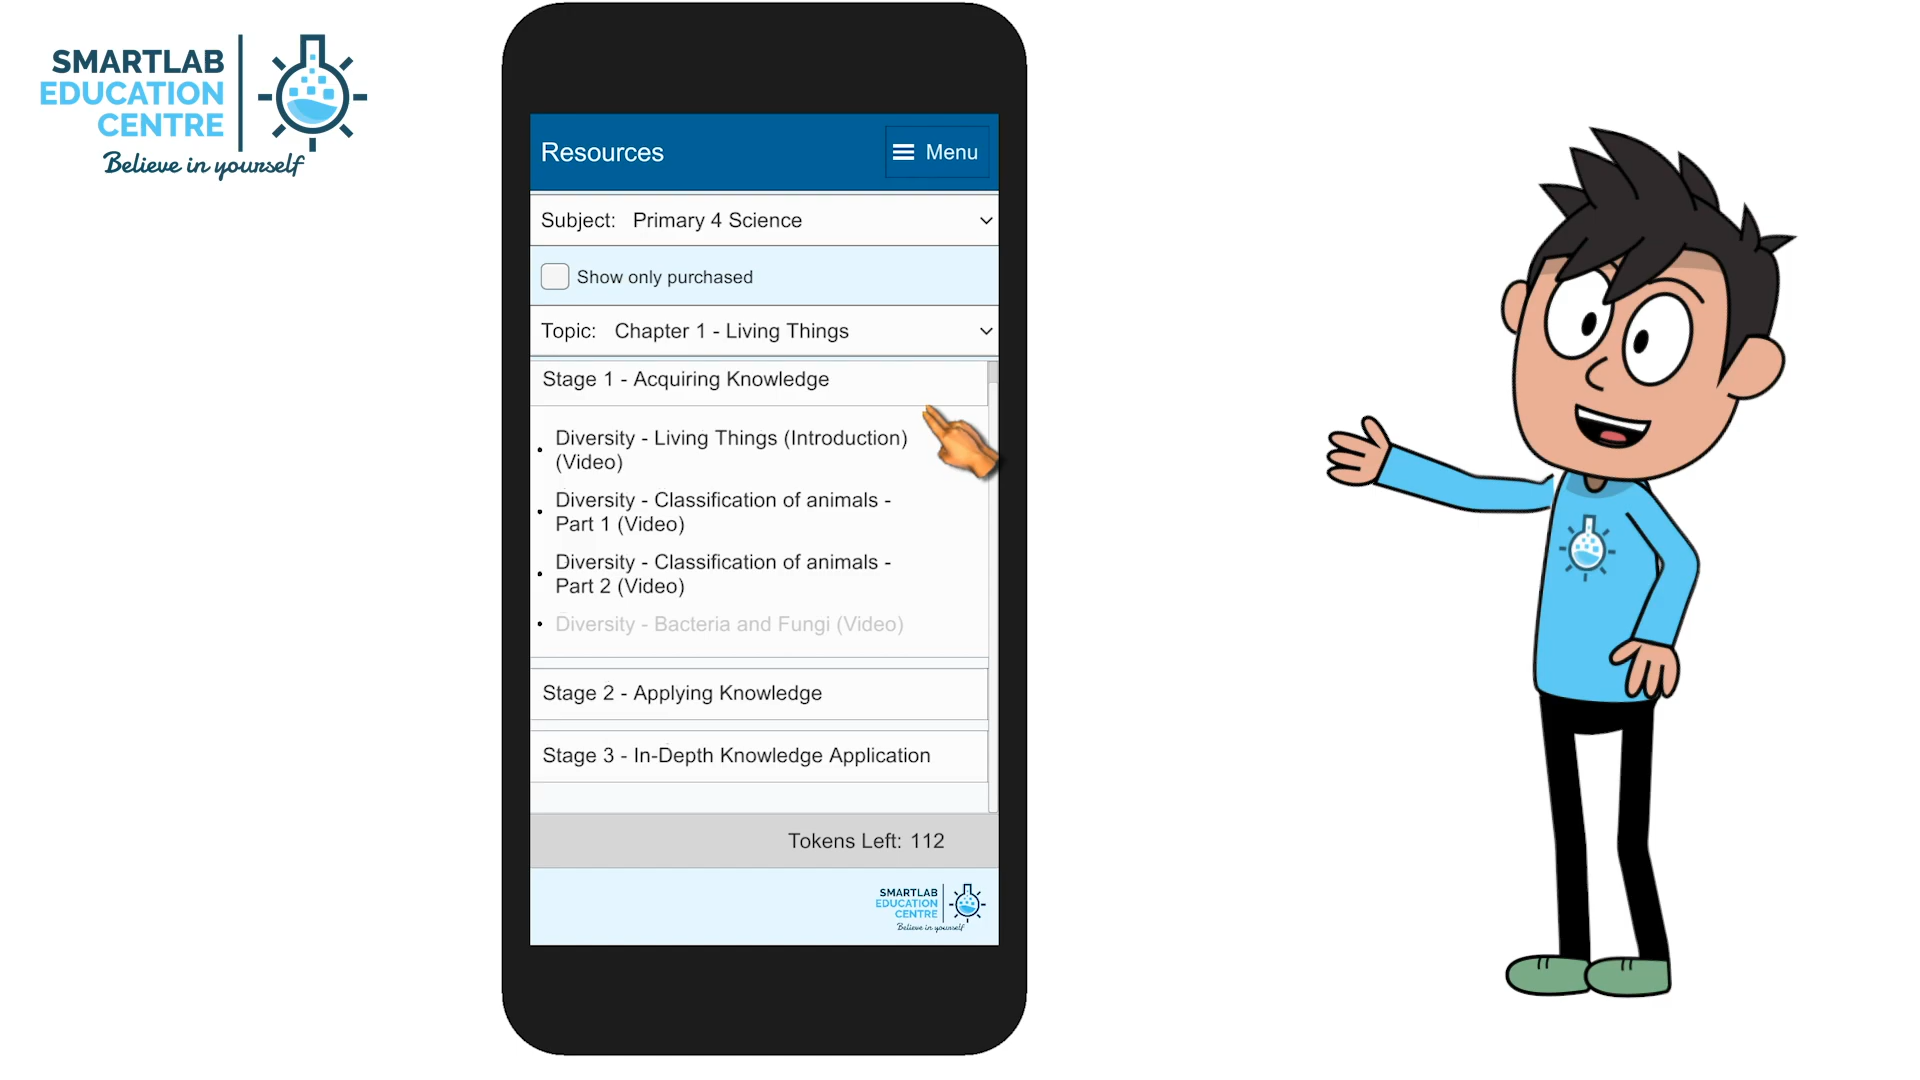 SMARTLAB
EDUCATION
CENTRE
Believe in yourself
Resources
Menu
Subject: Primary 4 Science
Show only purchased
Topic: Chapter 1 - Living Things
Stage 1 - Acquiring Knowledge
• Diversity - Living Things (Introduction)
(Video)
• Diversity - Classification of animals -
Part 1 (Video)
• Diversity - Classification of animals -
Part 2 (Video)
• Diversity - Bacteria and Fungi (Video)
Stage 2 - Applying Knowledge
Stage 3 - In-Depth Knowledge Application
Tokens Left: 112
SMARTLAB
EDUCATION
CENTRE
Believe in yourself